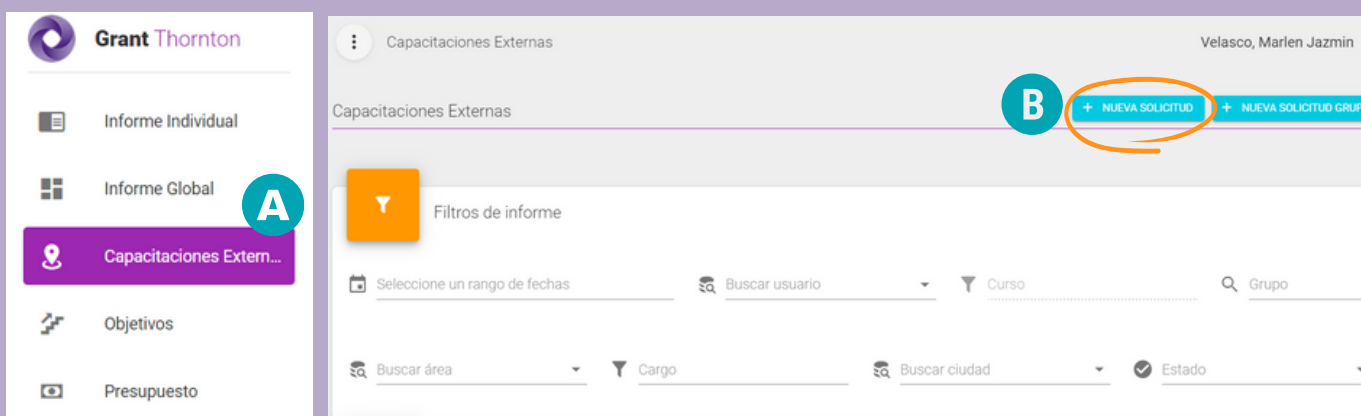 Grant Thornton
Informe Individual
Informe Global
A
Capacitaciones Extern...
Objetivos
Presupuesto
Capacitaciones Externas
Velasco, Marlen Jazmin
Capacitaciones Externas
B
+ NUEVA SOLICITUD
+ NUEVA SOLICITUD GRUP
Filtros de informe
Seleccione un rango de fechas
Buscar usuario
Curso
Grupo
Buscar área
Cargo
Buscar ciudad
Estado